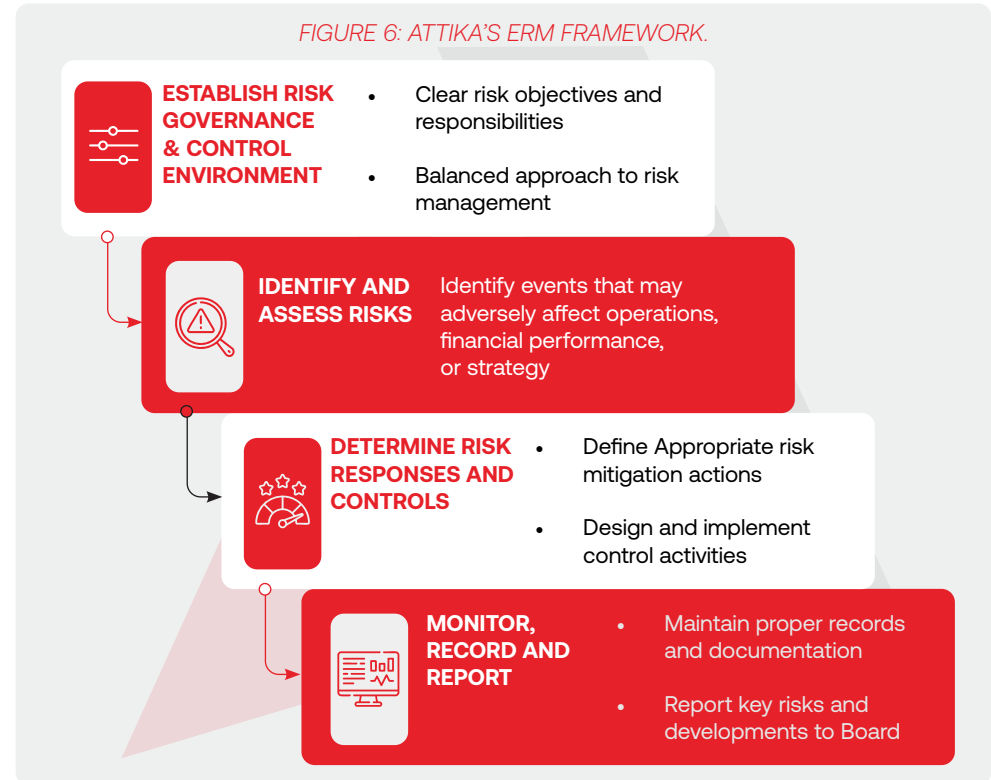 FIGURE 6: ATTIKA'S ERM FRAMEWORK.
ESTABLISH RISK
GOVERNANCE
& CONTROL
ENVIRONMENT
• Clear risk objectives and
responsibilities
• Balanced approach to risk
management
IDENTIFY AND
ASSESS RISKS
Identify events that may
adversely affect operations,
financial performance,
or strategy
DETERMINE RISK
RESPONSES AND
CONTROLS
• Define Appropriate risk
mitigation actions
• Design and implement
control activities
MONITOR,
RECORD AND
REPORT
• Maintain proper records
and documentation
• Report key risks and
developments to Board